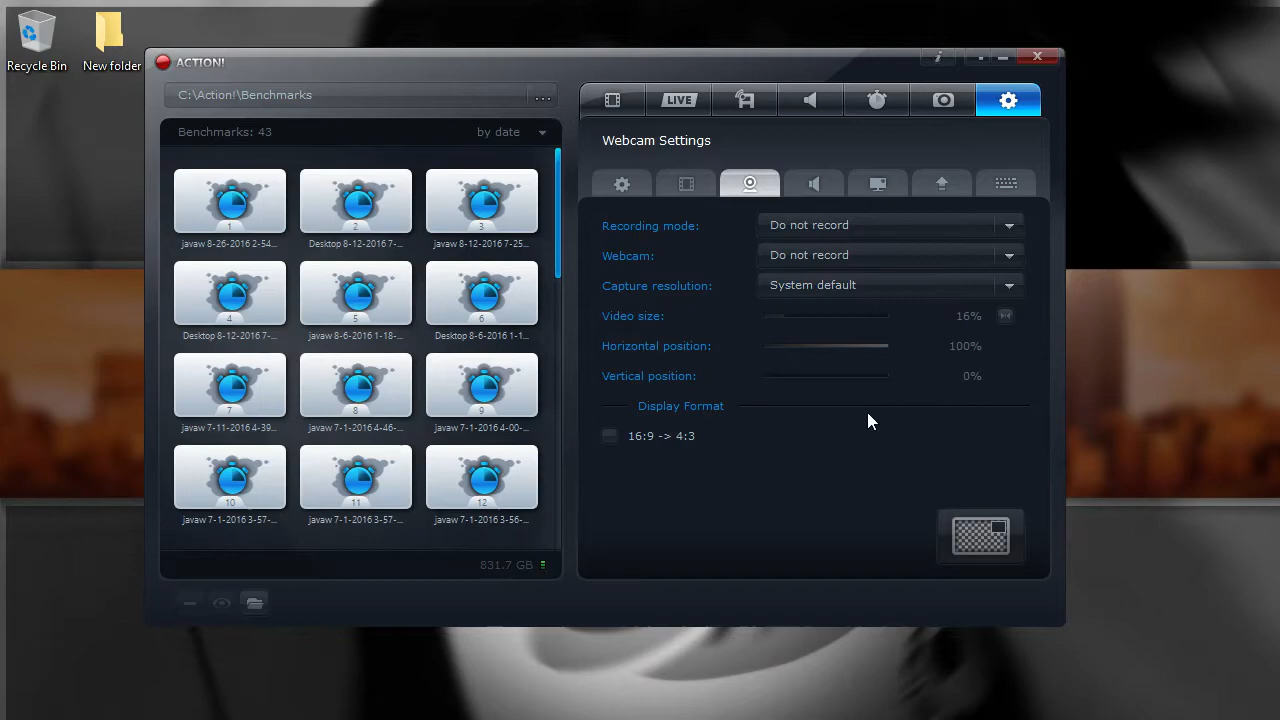 Recycle Bin
New folder
ACTION!
C:\Action!\Benchmarks
...
LIVE
Benchmarks: 43
by date
Webcam Settings
1
2
3
javaw 8-26-2016 2-54...
Desktop 8-12-2016 7-...
javaw 8-12-2016 7-25...
4
5
6
Desktop 8-12-2016 7-...
javaw 8-6-2016 1-18-...
Desktop 8-6-2016 1-1...
7
8
9
javaw 7-11-2016 4-39...
javaw 7-1-2016 4-46-...
javaw 7-1-2016 4-00-...
10
11
12
javaw 7-1-2016 3-57-...
javaw 7-1-2016 3-57-...
javaw 7-1-2016 3-56-...
831.7 GB
Recording mode: Do not record
Webcam: Do not record
Capture resolution: System default
Video size: 16%
Horizontal position: 100%
Vertical position: 0%
Display Format
16:9 -> 4:3